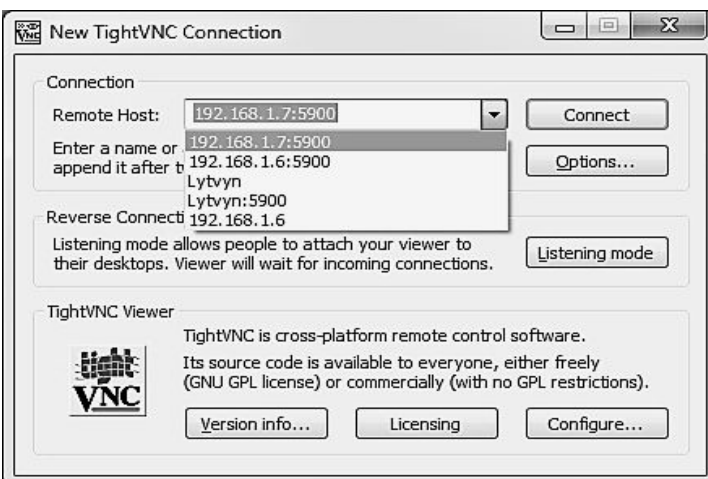 New TightVNC Connection
Connection
Remote Host: 192.168.1.7:5900 Connect
192.168.1.7:5900
Enter a name or
192.168.1.6:5900
append it after Options...
Lytvyn
Lytvyn:5900
Reverse
192.168.1.6
Listening mode allows people to attach your viewer to
their desktops. Viewer will wait for incoming connections.
Listening mode
TightVNC Viewer
TightVNC is cross-platform remote control software.
Its source code is available to everyone, either freely
(GNU GPL license) or commercially (with no GPL restrictions).
tight
VNC
Version info... Licensing Configure...